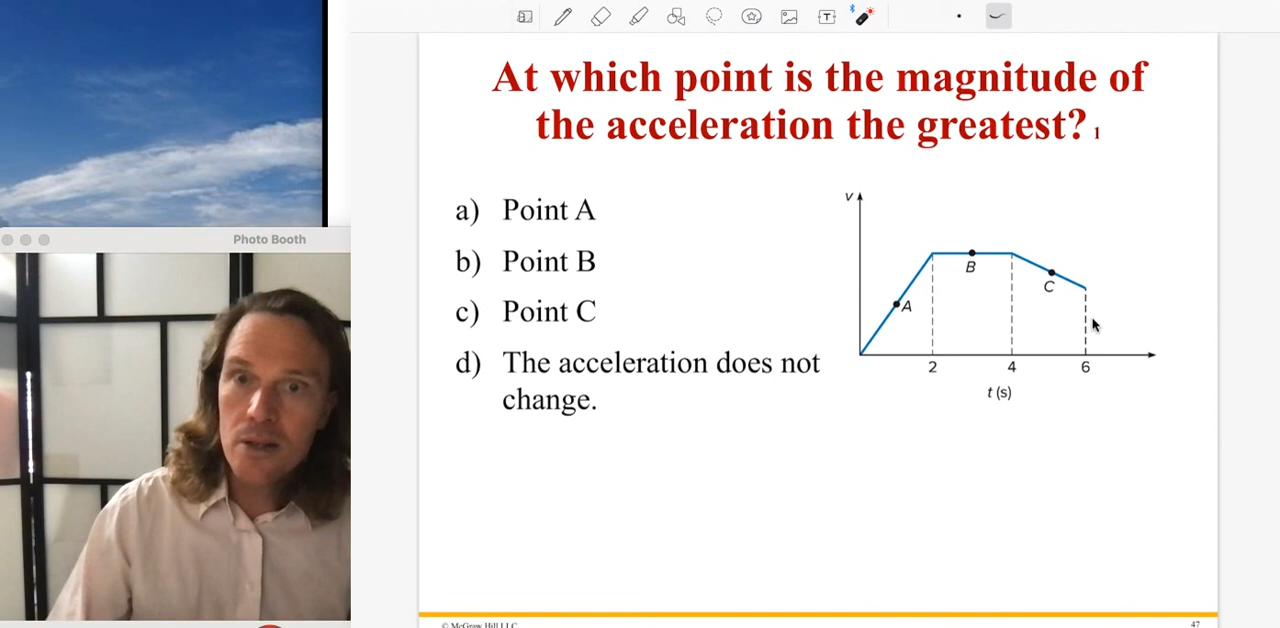 T
Photo Booth
At which point is the magnitude of
the acceleration the greatest? 1
a) Point A
b) Point B
c) Point C
d) The acceleration does not
change.
v
A
B
C
2 4 6
t (s)
© McGraw Hill LLC
47